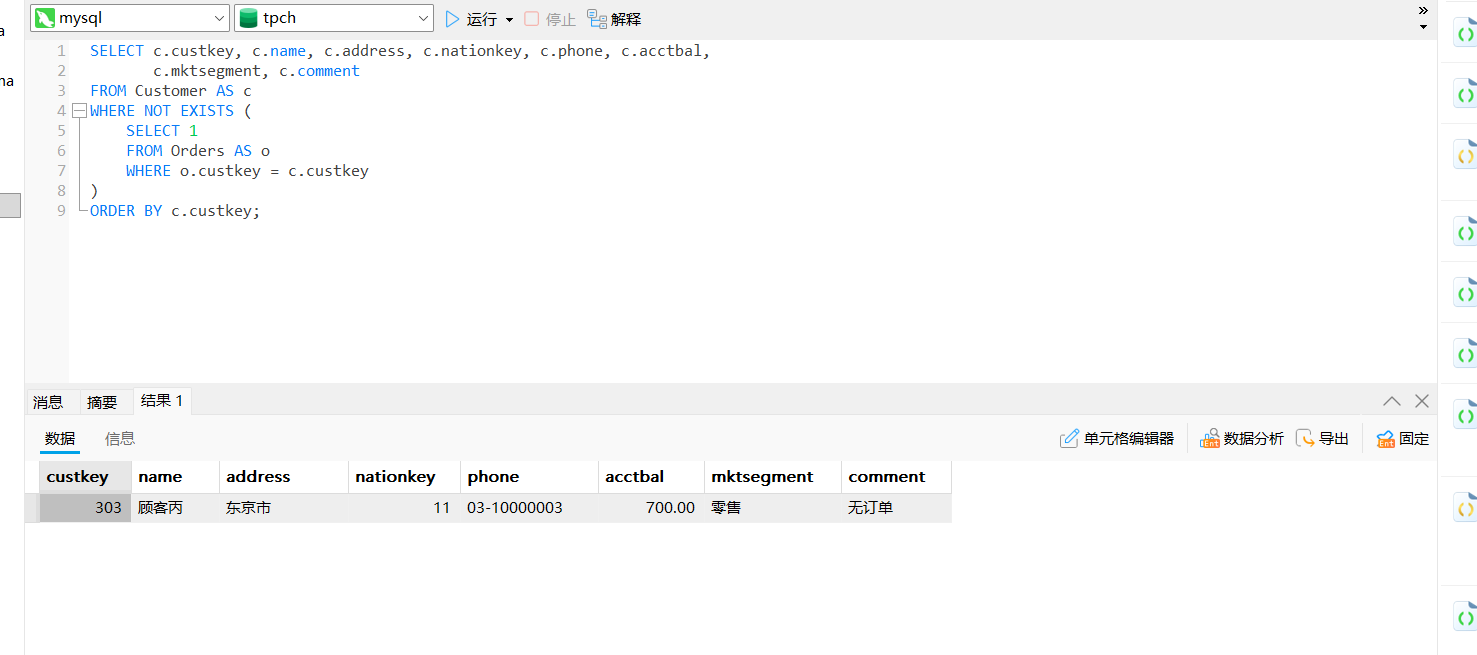 a
ma
mysql
tpch
运行
停止
解释
»
1 SELECT c.custkey, c.name, c.address, c.nationkey, c.phone, c.acctbal,
2 c.mktsegment, c.comment
3 FROM Customer AS c
4 WHERE NOT EXISTS (
5 SELECT 1
6 FROM Orders AS o
7 WHERE o.custkey = c.custkey
8 )
9 ORDER BY c.custkey;
消息 摘要 结果 1
数据 信息 单元格编辑器 Ent 数据分析 导出 Ent 固定
custkey name address nationkey phone acctbal mktsegment comment
303 顾客丙 东京市 11 03-10000003 700.00 零售 无订单